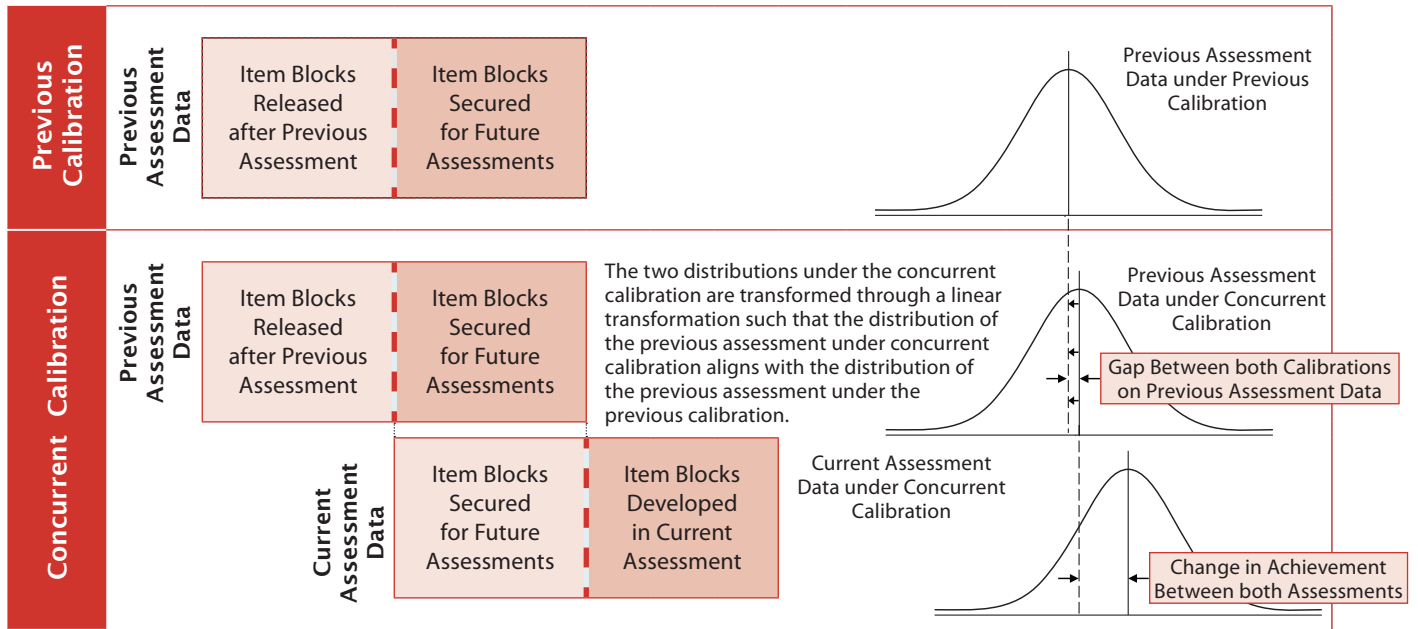 Previous
Calibration
Previous
Assessment
Data
Item Blocks
Released
after Previous
Assessment
Item Blocks
Secured
for Future
Assessments
Previous Assessment
Data under Previous
Calibration
Concurrent Calibration
Previous
Assessment
Data
Item Blocks
Released
after Previous
Assessment
Item Blocks
Secured
for Future
Assessments
The two distributions under the concurrent
calibration are transformed through a linear
transformation such that the distribution of
the previous assessment under concurrent
calibration aligns with the distribution of
the previous assessment under the
previous calibration.
Previous Assessment
Data under Concurrent
Calibration
Gap Between both Calibrations
on Previous Assessment Data
Current
Assessment
Data
Item Blocks
Secured
for Future
Assessments
Item Blocks
Developed
in Current
Assessment
Current Assessment
Data under Concurrent
Calibration
Change in Achievement
Between both Assessments